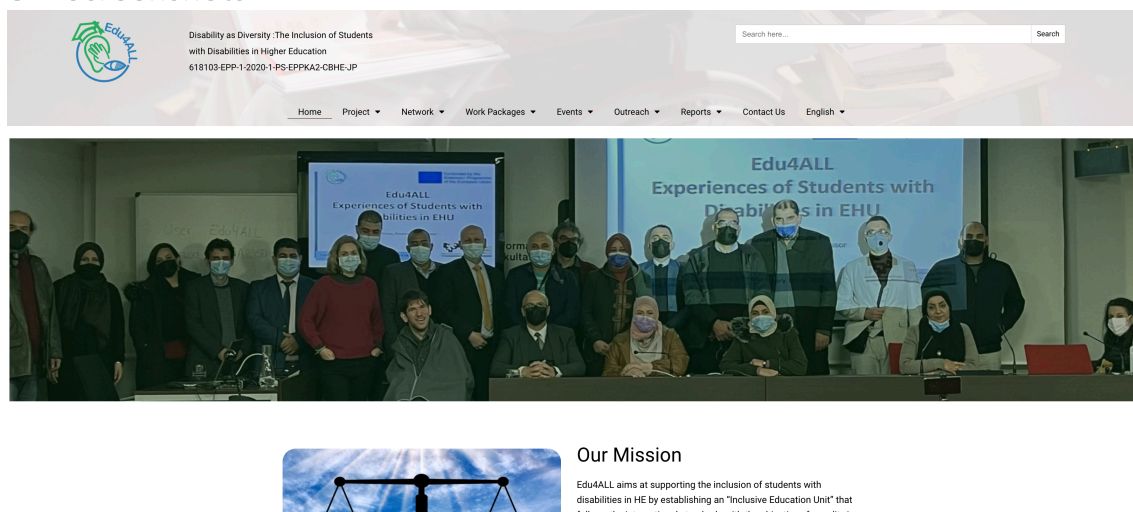 Edu4ALL
Disability as Diversity :The Inclusion of Students
with Disabilities in Higher Education
618103-EPP-1-2020-1-PS-EPPKA2-CBHE-JP
Search here...
Search
Home
Project
Network
Work Packages
Events
Outreach
Reports
Contact Us
English
Edu4ALL
Experiences of Students with
in EHU
Edu4ALL
Experiences of Students with
in EHU
User Edu4ALL
Our Mission
Edu4ALL aims at supporting the inclusion of students with
disabilities in HE by establishing an “Inclusive Education Unit” that